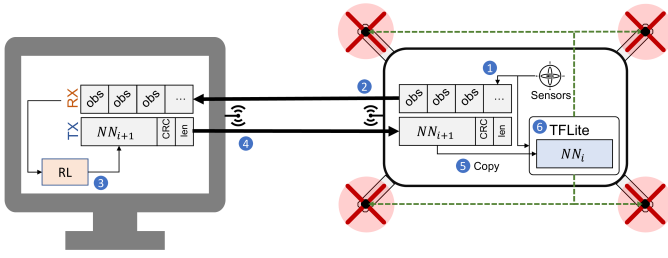 RX
obs obs obs ...
TX
NN_{i+1} CRC len
RL
3
2
4
obs obs obs ...
1
Sensors
NN_{i+1} CRC len
5 Copy
6 TFLite
NN_i